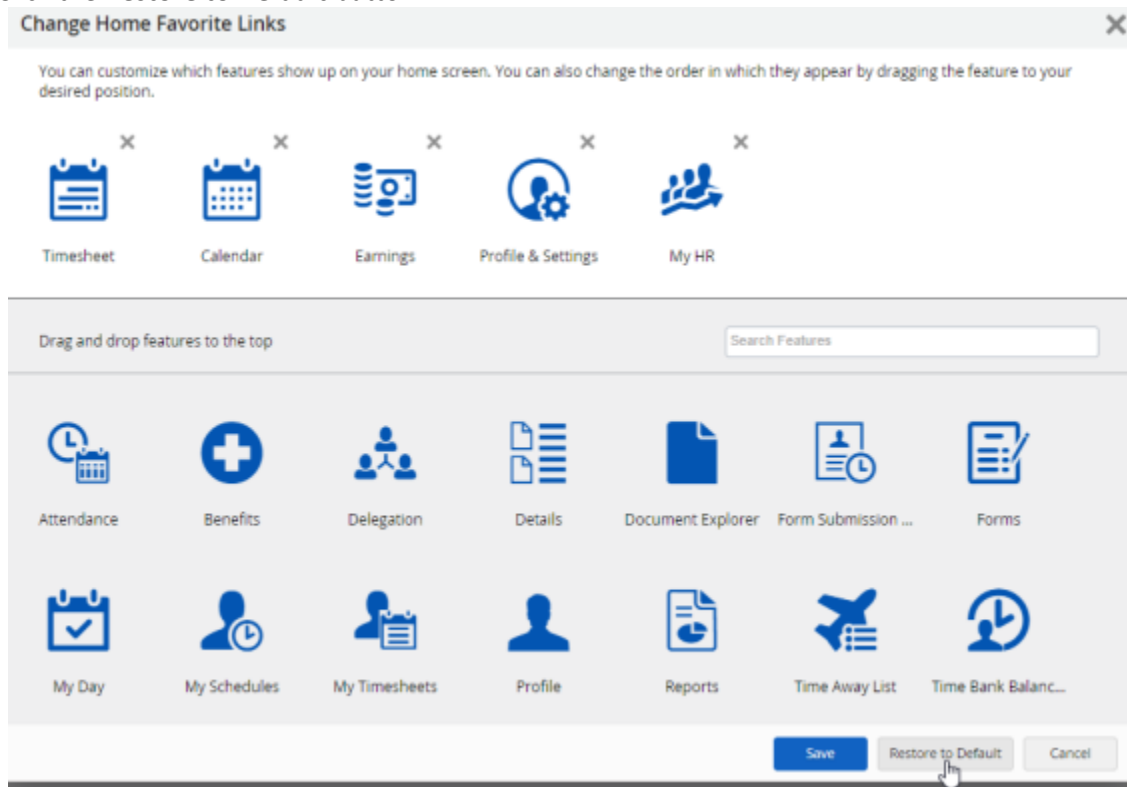 Change Home Favorite Links
You can customize which features show up on your home screen. You can also change the order in which they appear by dragging the feature to your
desired position.
Timesheet Calendar Earnings Profile & Settings My HR
Drag and drop features to the top Search Features
Attendance Benefits Delegation Details Document Explorer Form Submission ... Forms
My Day My Schedules My Timesheets Profile Reports Time Away List Time Bank Balanc...
Save Restore to Default Cancel